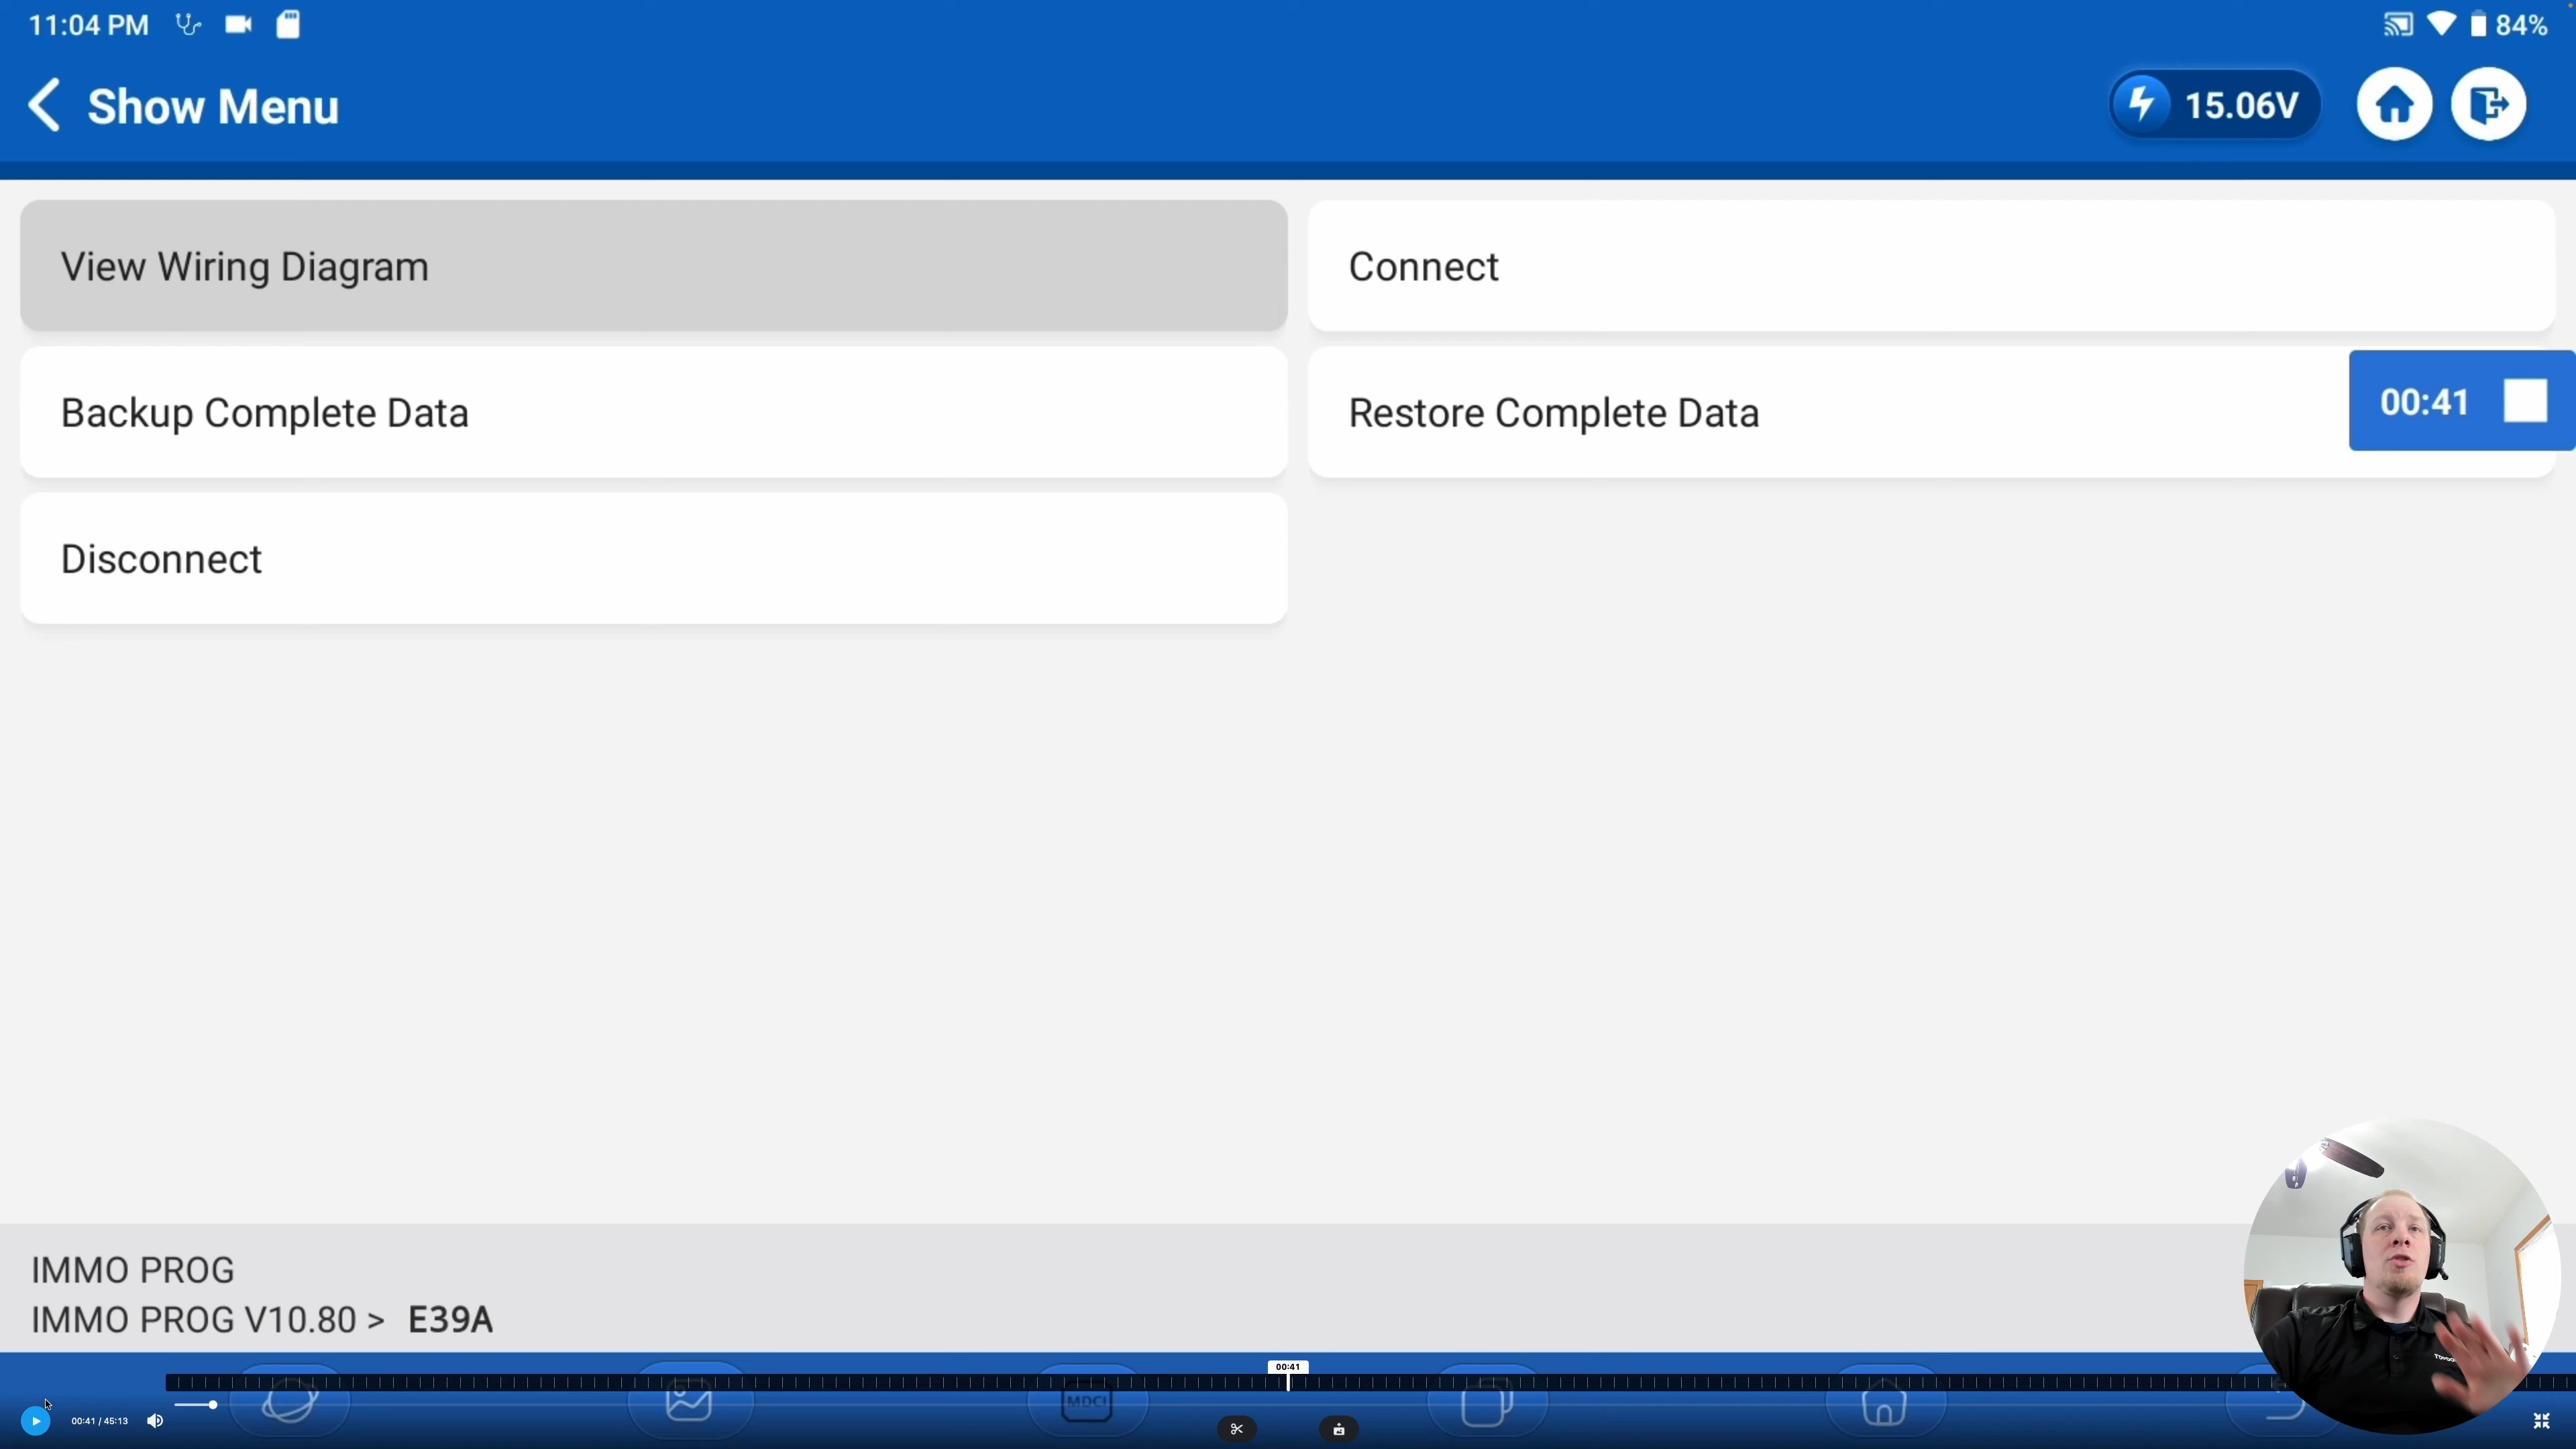 11:04 PM
84%
Show Menu
15.06V
View Wiring Diagram
Connect
Backup Complete Data
Restore Complete Data
00:41
Disconnect
IMMO PROG
IMMO PROG V10.80 > E39A
00:41
MDCI
00:41 / 45:13